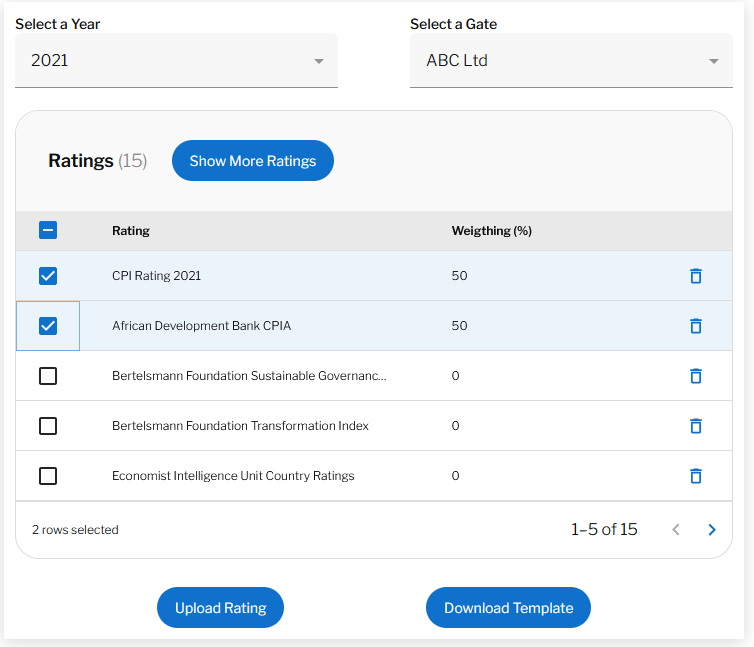 Select a Year
Select a Gate
2021
ABC Ltd
Ratings (15)
Show More Ratings
Rating
Weigthing (%)
CPI Rating 2021
50
African Development Bank CPIA
50
Bertelsmann Foundation Sustainable Governanc...
0
Bertelsmann Foundation Transformation Index
0
Economist Intelligence Unit Country Ratings
0
2 rows selected
1–5 of 15
Upload Rating
Download Template